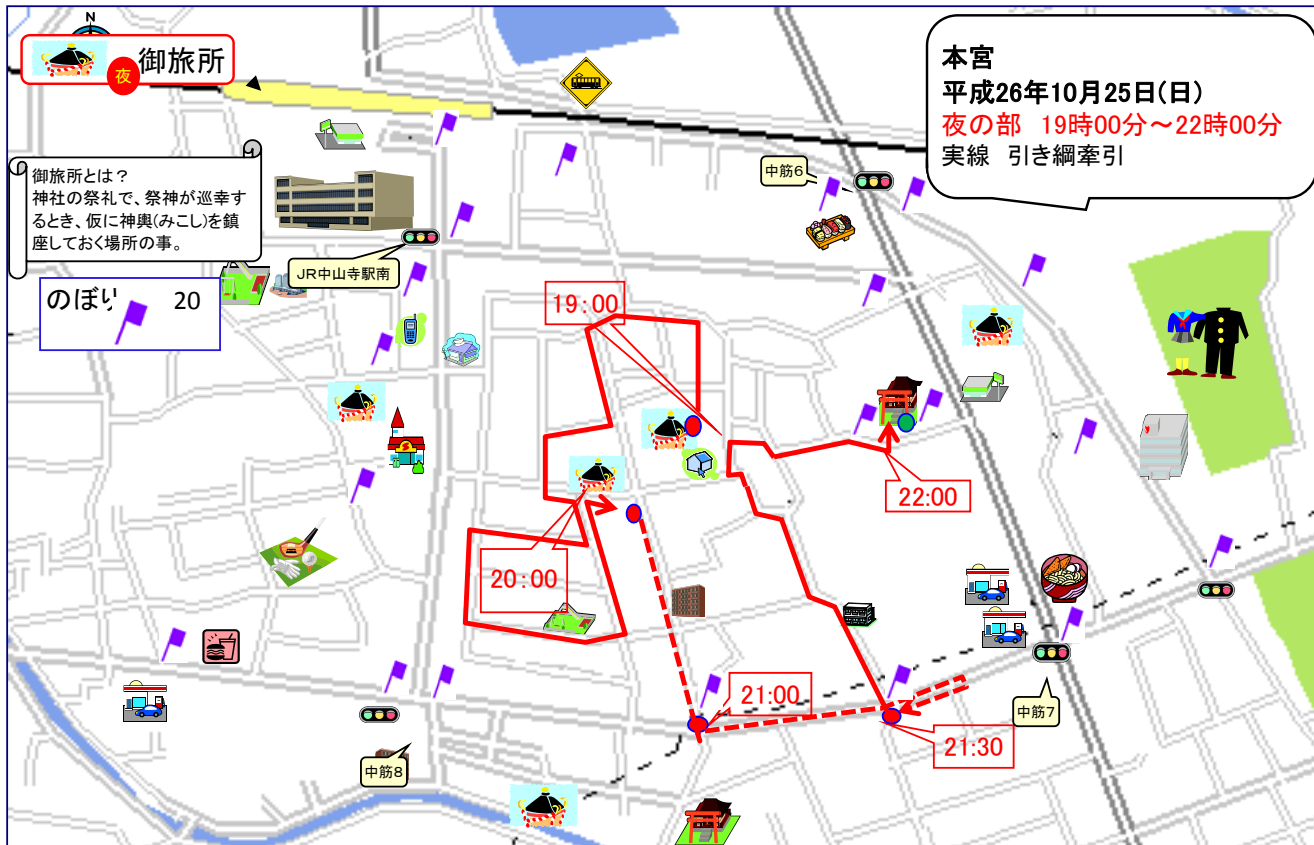 N
夜
御旅所
本宮
平成26年10月25日(日)
夜の部 19時00分～22時00分
実線 引き綱牽引
御旅所とは？
神社の祭礼で、祭神が巡幸す
るとき、仮に神輿(みこし)を鎮
座しておく場所の事。
中筋6
JR中山寺駅南
のぼり 20
19:00
22:00
20:00
21:00
21:30
中筋7
中筋8